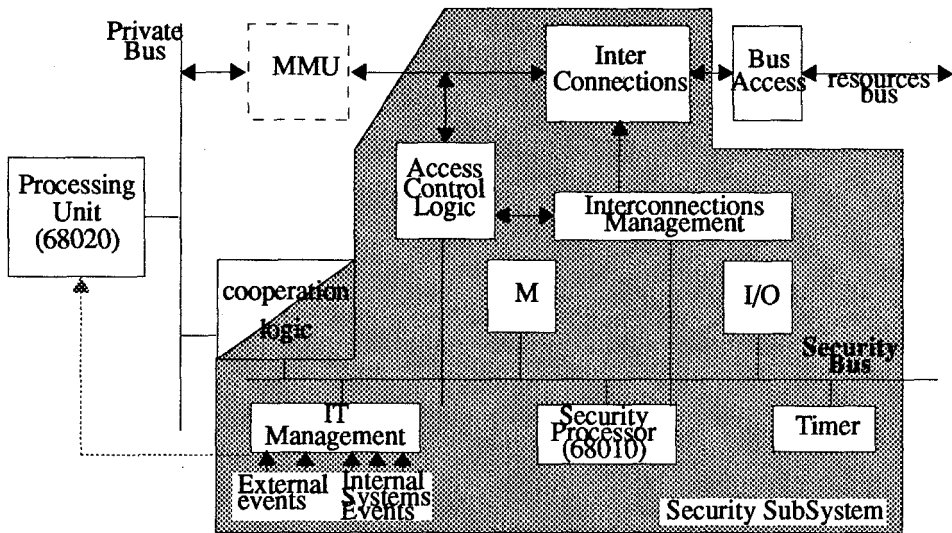 Private
Bus
MMU
Inter
Connections
Bus
Access
resources
bus
Processing
Unit
(68020)
Access
Control
Logic
Interconnections
Management
cooperation
logic
M
I/O
Security
Bus
IT
Management
Security
Processor
(68010)
Timer
External
events
Internal
Systems
Events
Security SubSystem